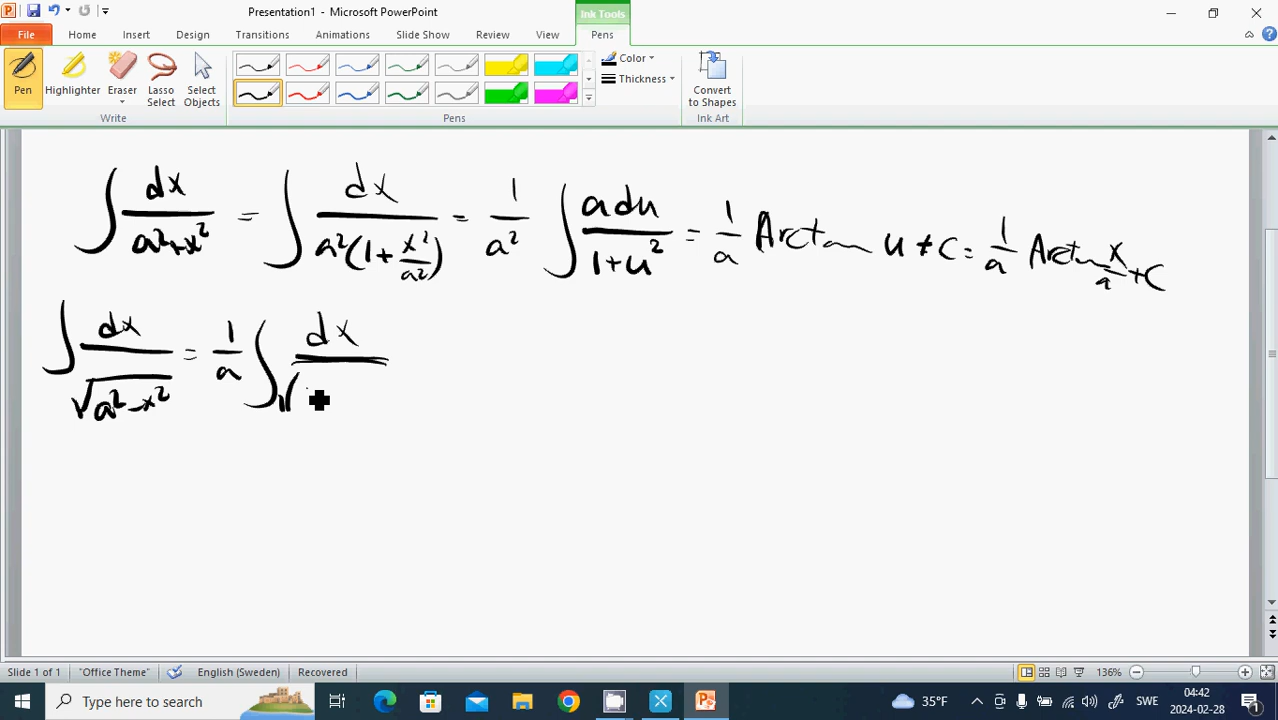 Presentation1 - Microsoft PowerPoint
Ink Tools
File Home Insert Design Transitions Animations Slide Show Review View Pens
Pen Highlighter Eraser Lasso Select Select Objects
Color
Thickness
Convert to Shapes
Write Pens Ink Art
∫ dx/(a²+x²) = ∫ dx/(a²(1+x²/a²)) = 1/a² ∫ adu/(1+u²) = 1/a Arctan u + C = 1/a Arctan x/a + C
∫ dx/√(a²-x²) = 1/a ∫ dx/√
Slide 1 of 1 "Office Theme" English (Sweden) Recovered 136%
Type here to search 35°F SWE 04:42 2024-02-28 1